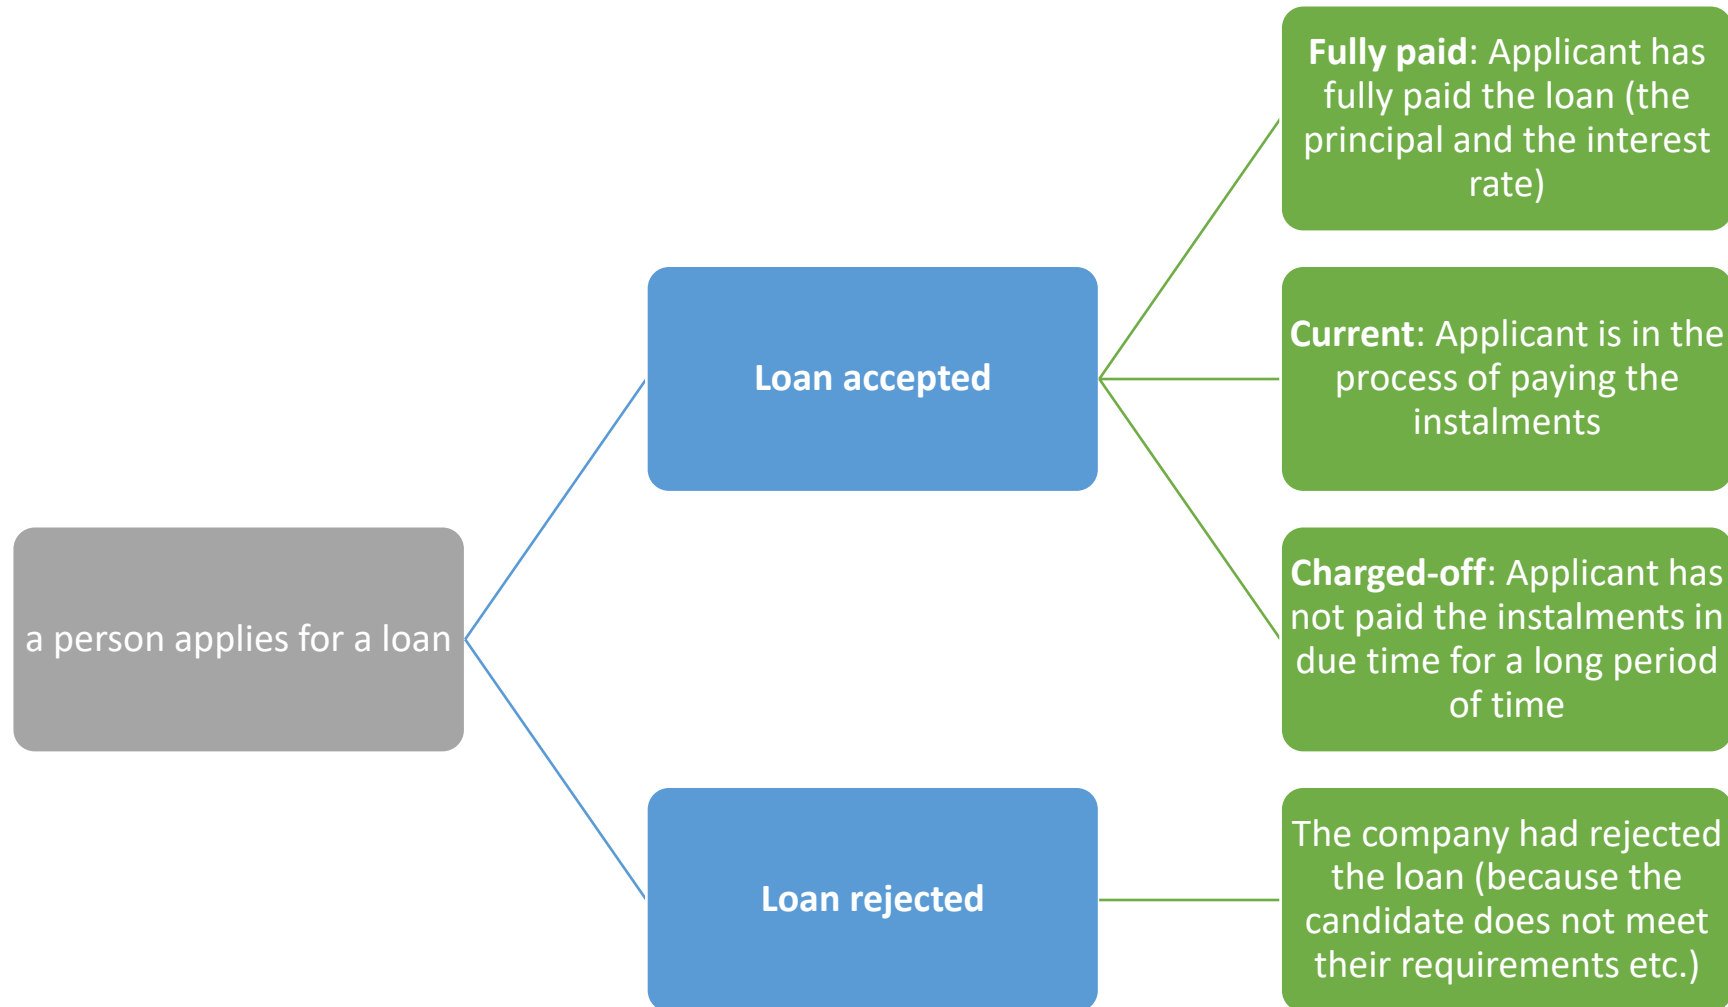 a person applies for a loan
Loan accepted
Fully paid: Applicant has
fully paid the loan (the
principal and the interest
rate)
Current: Applicant is in the
process of paying the
instalments
Charged-off: Applicant has
not paid the instalments in
due time for a long period
of time
Loan rejected
The company had rejected
the loan (because the
candidate does not meet
their requirements etc.)